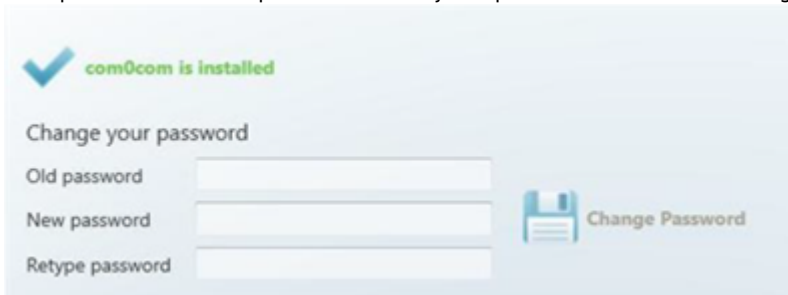 com0com is installed
Change your password
Old password
New password
Change Password
Retype password